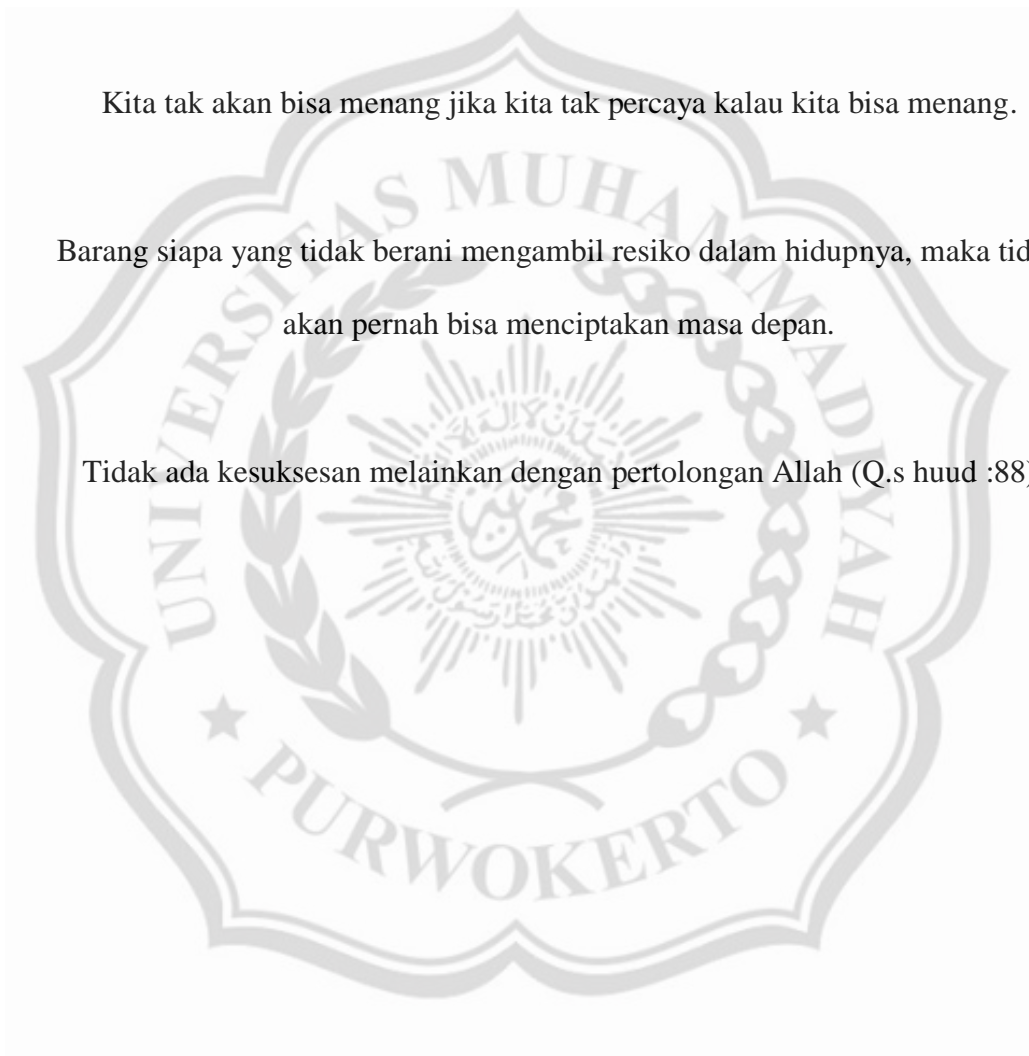 Kita tak akan bisa menang jika kita tak percaya kalau kita bisa menang.
UNIVERSITAS MUHAMMADIYAH
Barang siapa yang tidak berani mengambil resiko dalam hidupnya, maka tid
akan pernah bisa menciptakan masa depan.
Tidak ada kesuksesan melainkan dengan pertolongan Allah (Q.s huud :88)
PURWOKERTO